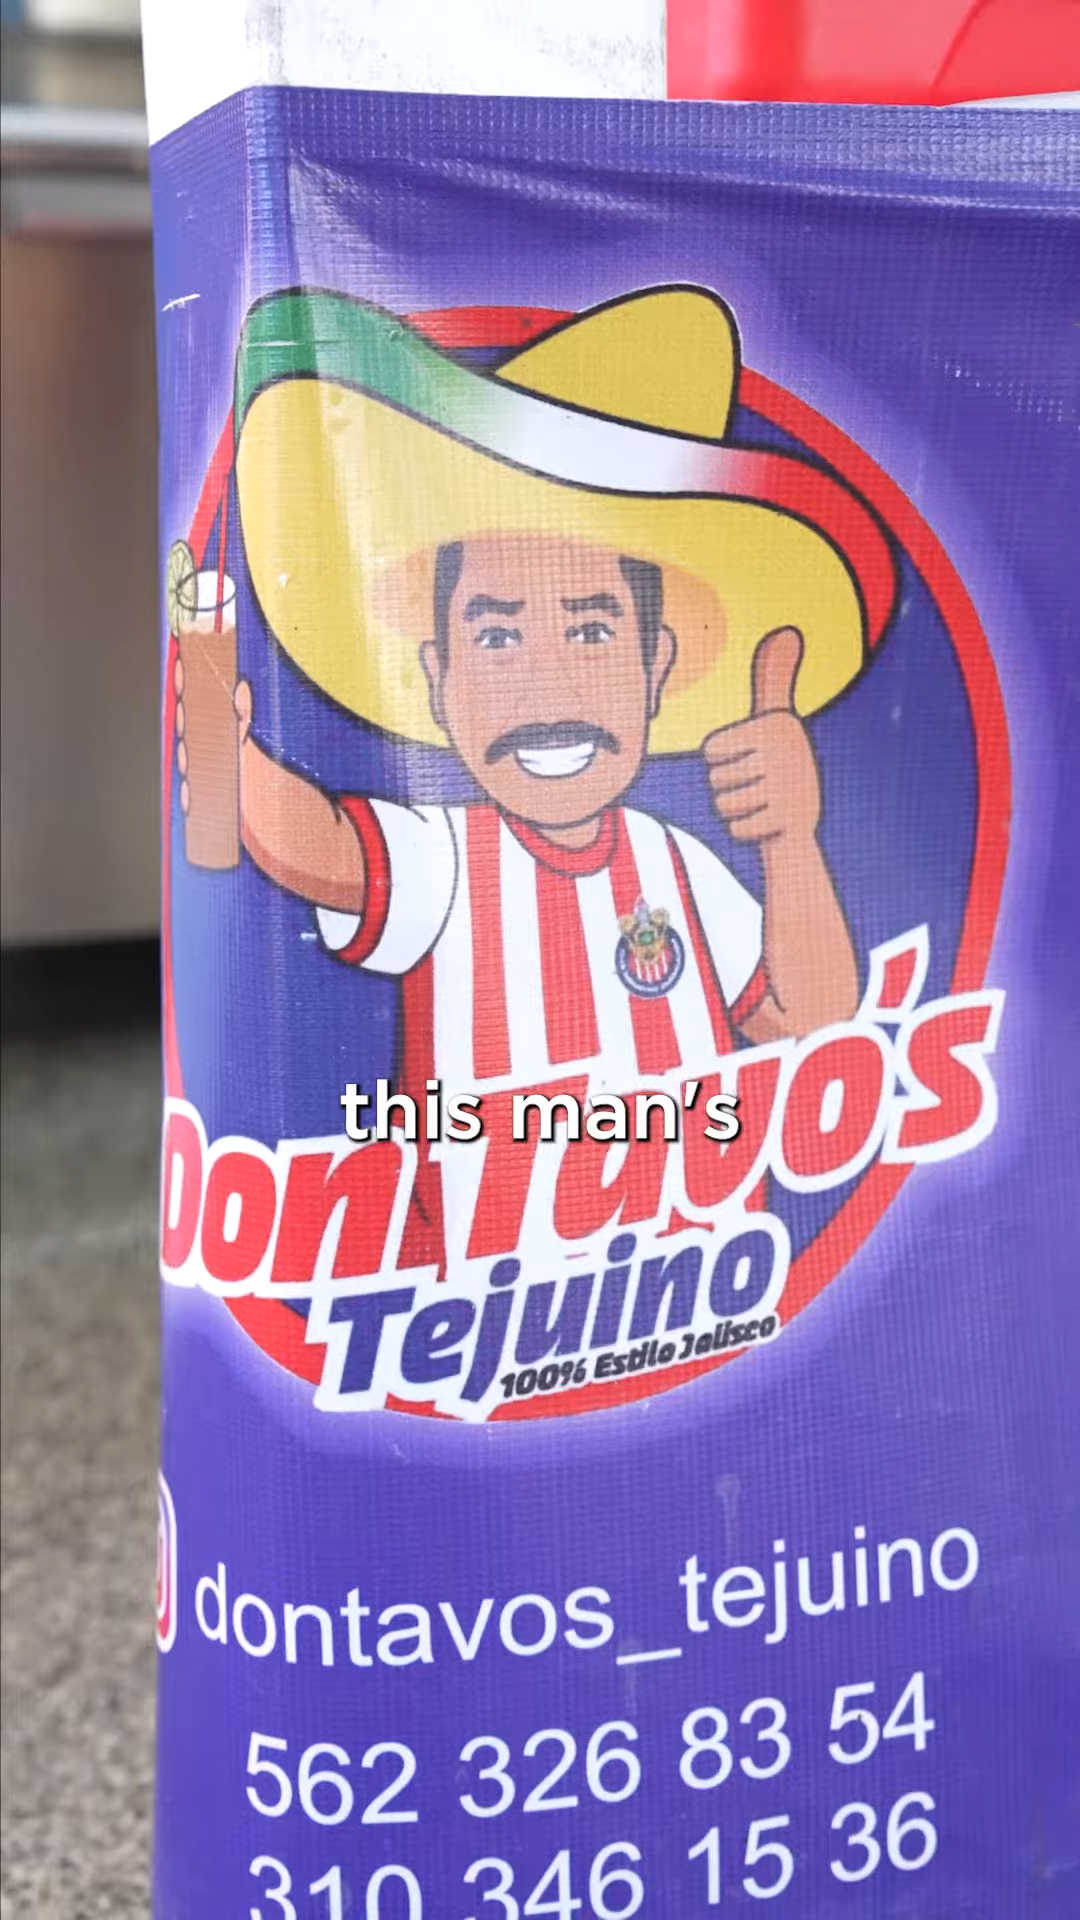 this man's
Don Tavo's
Tejuino
100% Estilo Jalisco
dontavos_tejuino
562 326 83 54
310 346 15 36